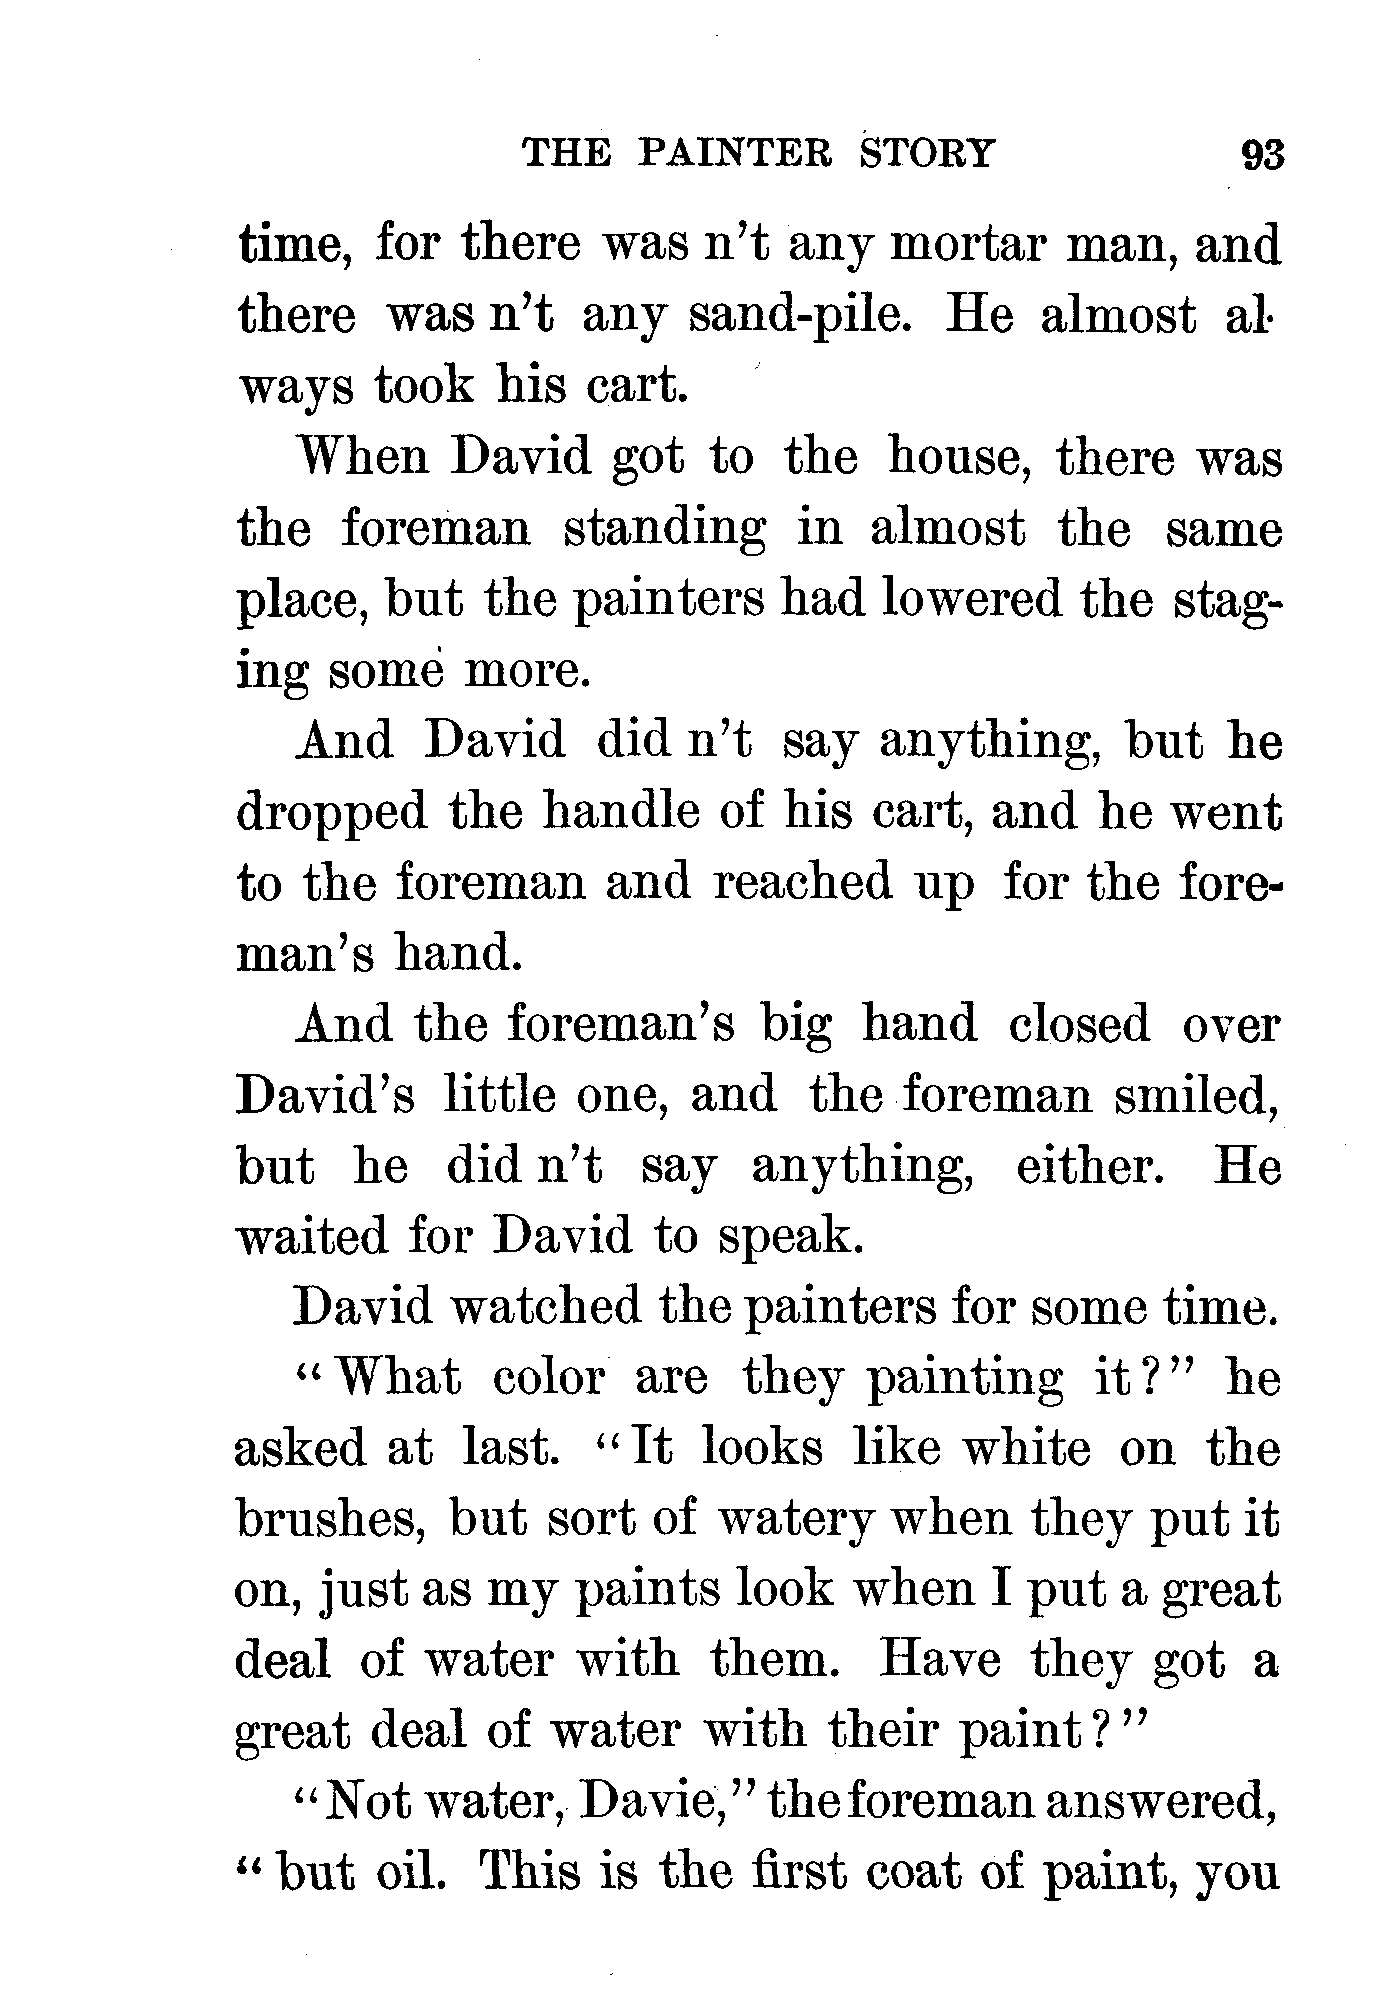 THE PAINTER STORY 93
time, for there was n't any mortar man, and
there was n't any sand-pile. He almost al-
ways took his cart.
When David got to the house, there was
the foreman standing in almost the same
place, but the painters had lowered the stag-
ing some more.
And David did n't say anything, but he
dropped the handle of his cart, and he went
to the foreman and reached up for the fore-
man's hand.
And the foreman's big hand closed over
David's little one, and the foreman smiled,
but he did n't say anything, either. He
waited for David to speak.
David watched the painters for some time.
“What color are they painting it?” he
asked at last. “It looks like white on the
brushes, but sort of watery when they put it
on, just as my paints look when I put a great
deal of water with them. Have they got a
great deal of water with their paint?”
“Not water, Davie,” the foreman answered,
“but oil. This is the first coat of paint, you